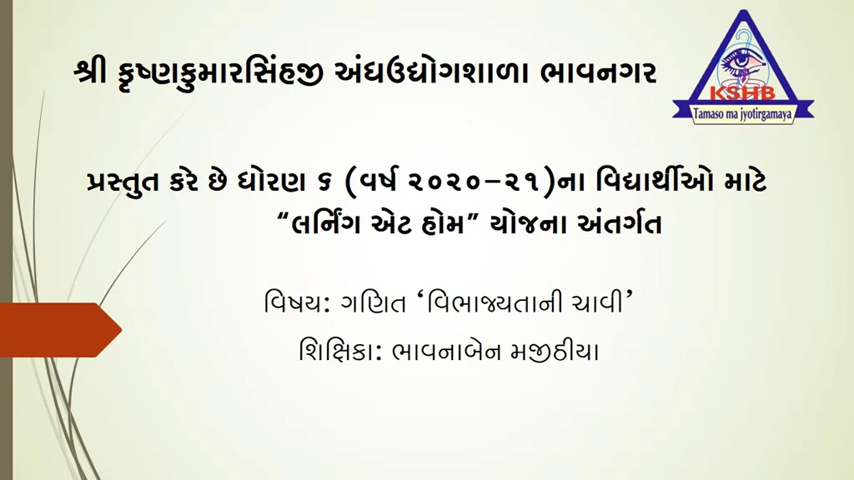 શ્રી કૃષ્ણકુમારસિંહજી અંધઉદ્યોગશાળા ભાવનગર
KSHB
Tamaso ma jyotirgamaya
પ્રસ્તુત કરે છે ધોરણ ૬ (વર્ષ ૨૦૨૦-૨૧)ના વિદ્યાર્થીઓ માટે
“લર્નિંગ એટ હોમ” યોજના અંતર્ગત
વિષય: ગણિત ‘વિભાજ્યતાની ચાવી’
શિક્ષિકા: ભાવનાબેન મજીઠીયા